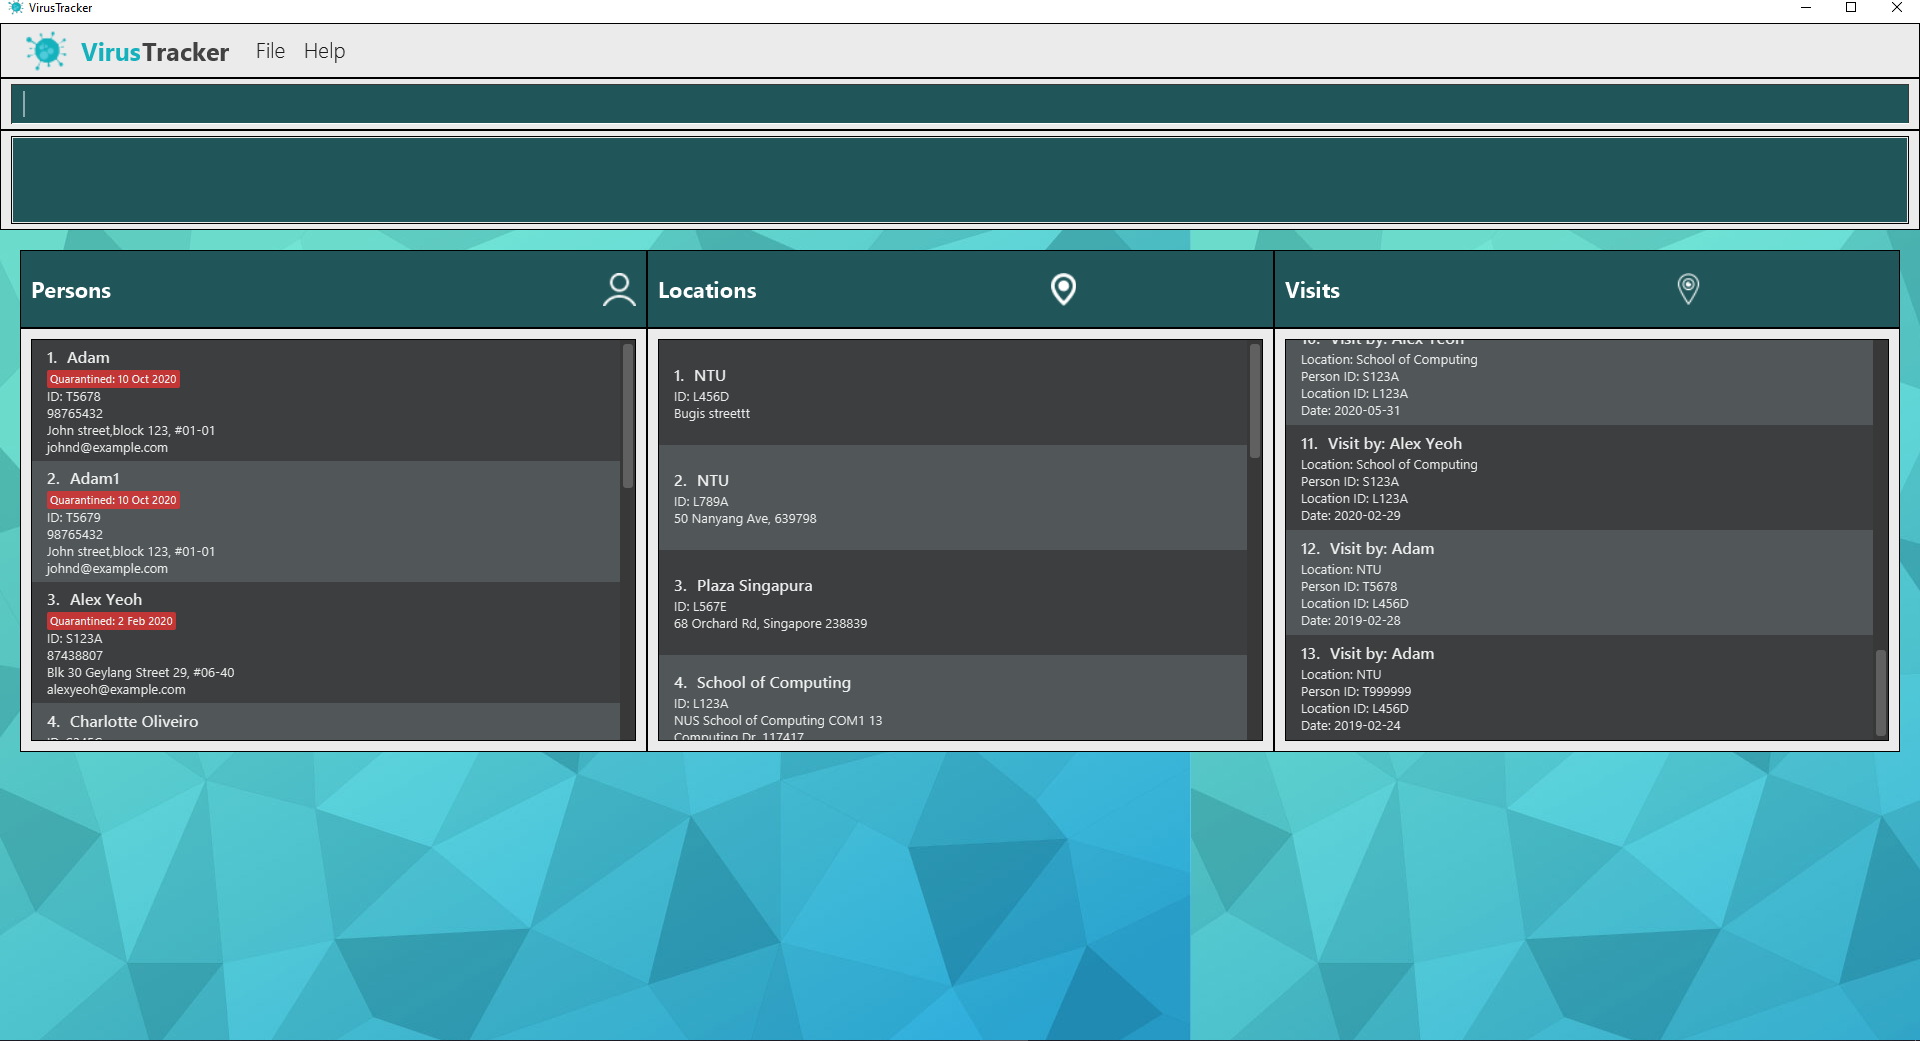 VirusTracker
VirusTracker File Help
Persons
1. Adam
Quarantined: 10 Oct 2020
ID: T5678
98765432
John street,block 123, #01-01
johnd@example.com
2. Adam1
Quarantined: 10 Oct 2020
ID: T5679
98765432
John street,block 123, #01-01
johnd@example.com
3. Alex Yeoh
Quarantined: 2 Feb 2020
ID: S123A
87438807
Blk 30 Geylang Street 29, #06-40
alexyeoh@example.com
4. Charlotte Oliveiro
Locations
1. NTU
ID: L456D
Bugis streettt
2. NTU
ID: L789A
50 Nanyang Ave, 639798
3. Plaza Singapura
ID: L567E
68 Orchard Rd, Singapore 238839
4. School of Computing
ID: L123A
NUS School of Computing COM1 13
Computing Dr, 117417
Visits
10. Visit by: Alex Yeoh
Location: School of Computing
Person ID: S123A
Location ID: L123A
Date: 2020-05-31
11. Visit by: Alex Yeoh
Location: School of Computing
Person ID: S123A
Location ID: L123A
Date: 2020-02-29
12. Visit by: Adam
Location: NTU
Person ID: T5678
Location ID: L456D
Date: 2019-02-28
13. Visit by: Adam
Location: NTU
Person ID: T999999
Location ID: L456D
Date: 2019-02-24